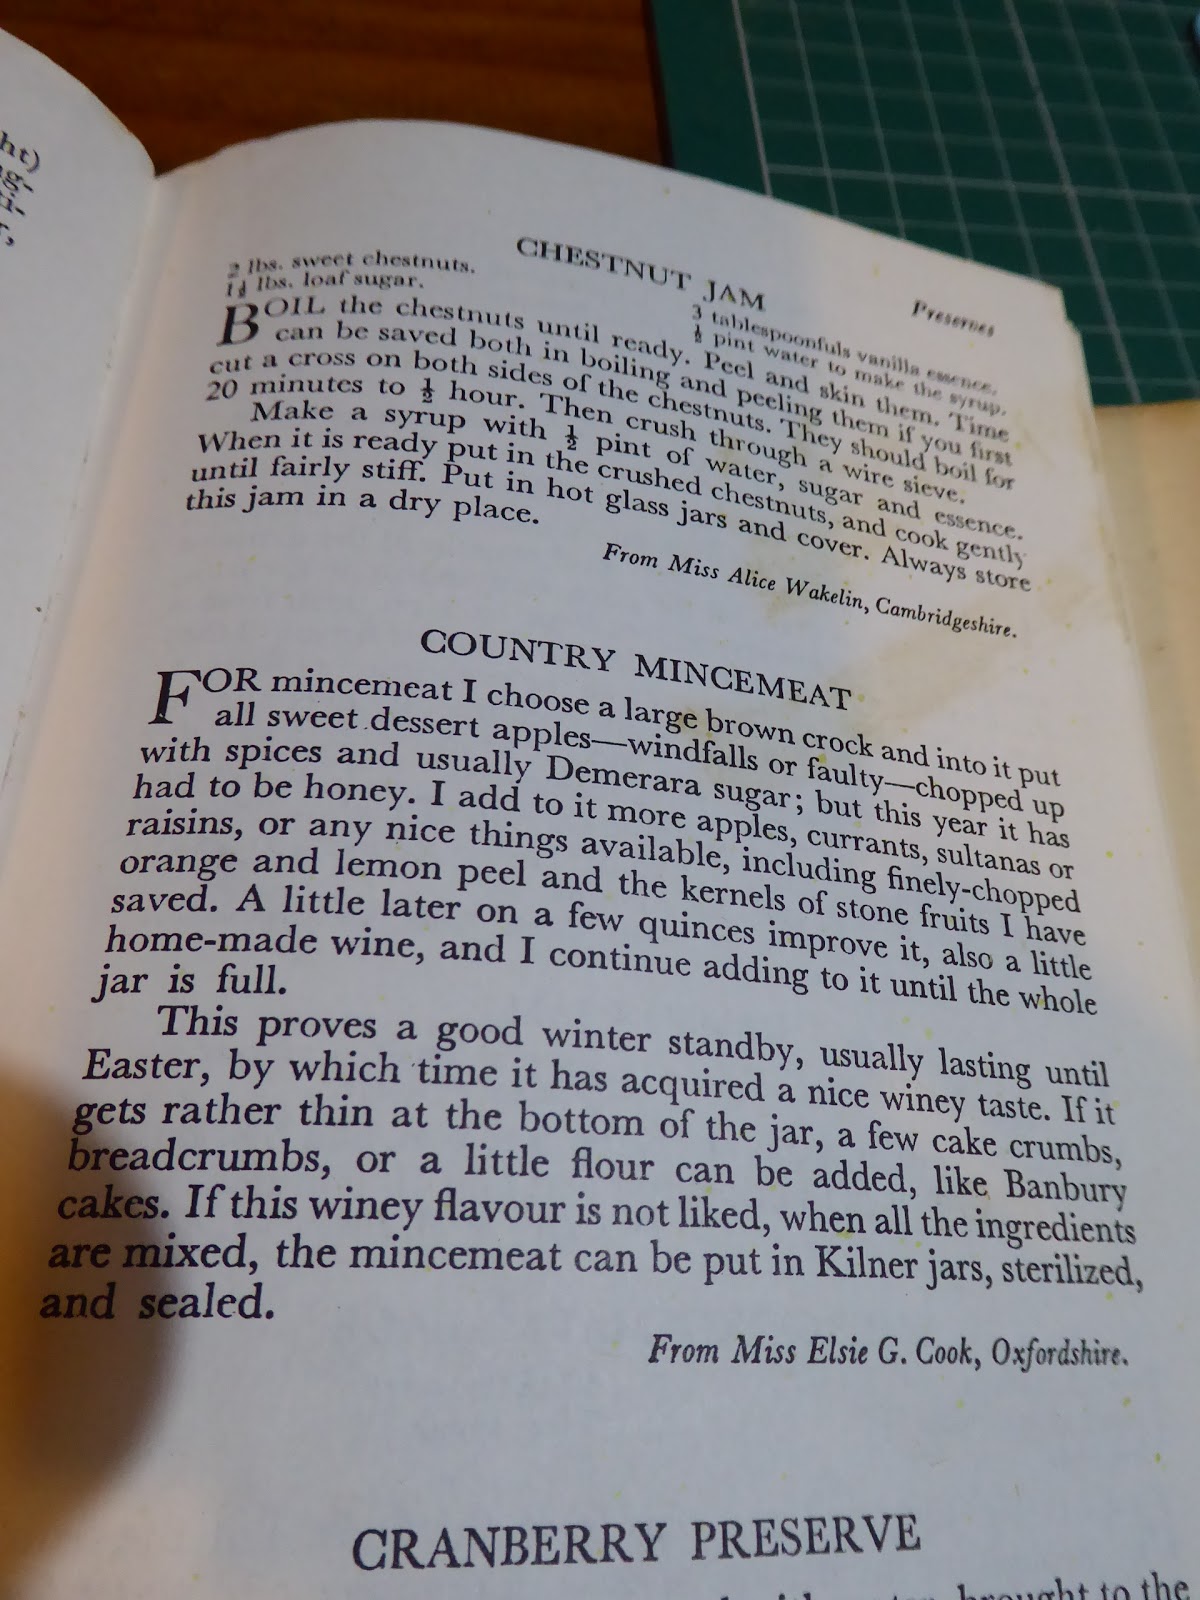 ht)
ng-
ti-
r,
Preserves
CHESTNUT JAM
2 lbs. sweet chestnuts.
1½ lbs. loaf sugar.
3 tablespoonfuls vanilla essence.
½ pint water to make the syrup.
BOIL the chestnuts until ready. Peel and skin them. Time
can be saved both in boiling and peeling them if you first
cut a cross on both sides of the chestnuts. They should boil for
20 minutes to ½ hour. Then crush through a wire sieve.
Make a syrup with ½ pint of water, sugar and essence.
When it is ready put in the crushed chestnuts, and cook gently
until fairly stiff. Put in hot glass jars and cover. Always store
this jam in a dry place.
From Miss Alice Wakelin, Cambridgeshire.
COUNTRY MINCEMEAT
FOR mincemeat I choose a large brown crock and into it put
all sweet dessert apples—windfalls or faulty—chopped up
with spices and usually Demerara sugar; but this year it has
had to be honey. I add to it more apples, currants, sultanas or
raisins, or any nice things available, including finely-chopped
orange and lemon peel and the kernels of stone fruits I have
saved. A little later on a few quinces improve it, also a little
home-made wine, and I continue adding to it until the whole
jar is full.
This proves a good winter standby, usually lasting until
Easter, by which time it has acquired a nice winey taste. If it
gets rather thin at the bottom of the jar, a few cake crumbs,
breadcrumbs, or a little flour can be added, like Banbury
cakes. If this winey flavour is not liked, when all the ingredients
are mixed, the mincemeat can be put in Kilner jars, sterilized,
and sealed.
From Miss Elsie G. Cook, Oxfordshire.
CRANBERRY PRESERVE
brought to the